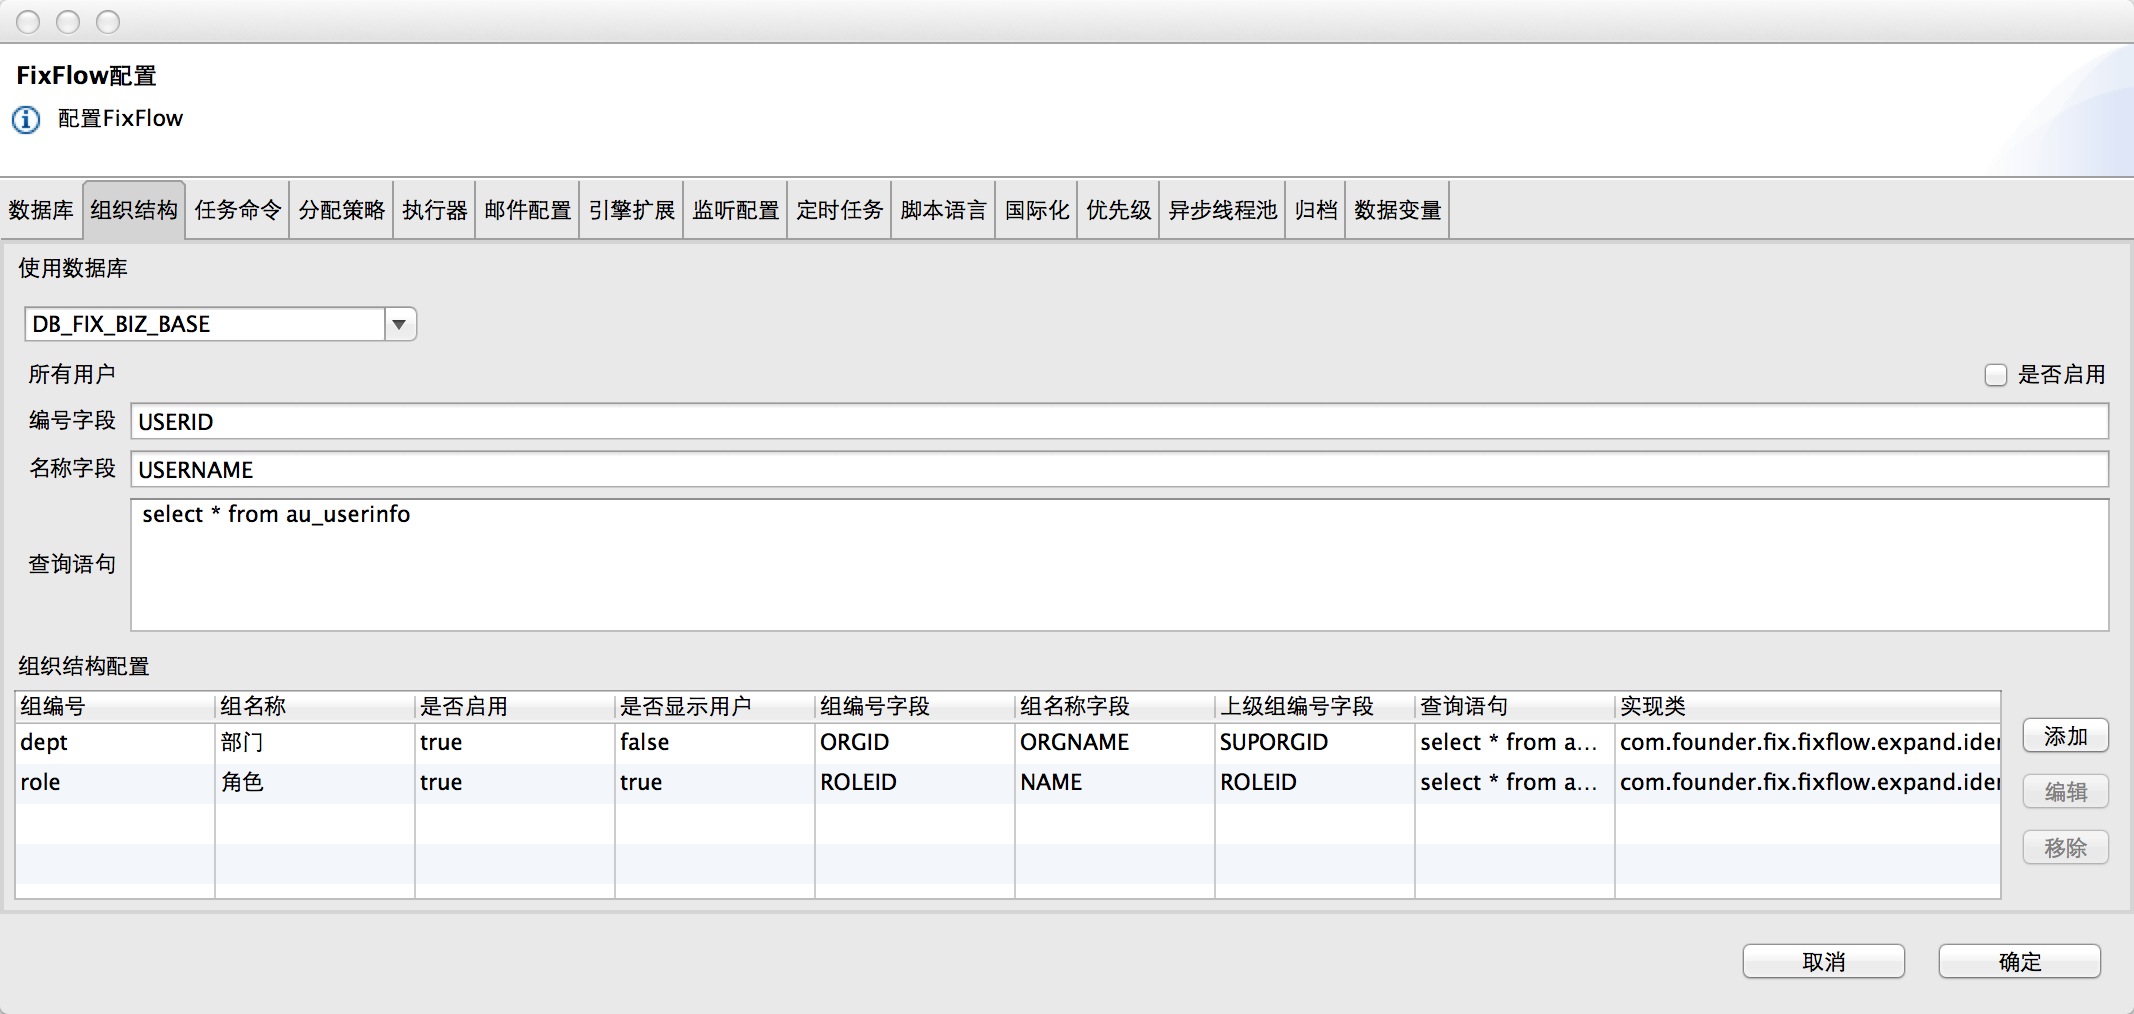 FixFlow配置
配置FixFlow
数据库 组织结构 任务命令 分配策略 执行器 邮件配置 引擎扩展 监听配置 定时任务 脚本语言 国际化 优先级 异步线程池 归档 数据变量
使用数据库
DB_FIX_BIZ_BASE
所有用户 是否启用
编号字段 USERID
名称字段 USERNAME
查询语句 select * from au_userinfo
组织结构配置
组编号 组名称 是否启用 是否显示用户 组编号字段 组名称字段 上级组编号字段 查询语句 实现类
dept 部门 true false ORGID ORGNAME SUPORGID select * from a... com.founder.fix.fixflow.expand.iden
role 角色 true true ROLEID NAME ROLEID select * from a... com.founder.fix.fixflow.expand.iden
添加
编辑
移除
取消 确定